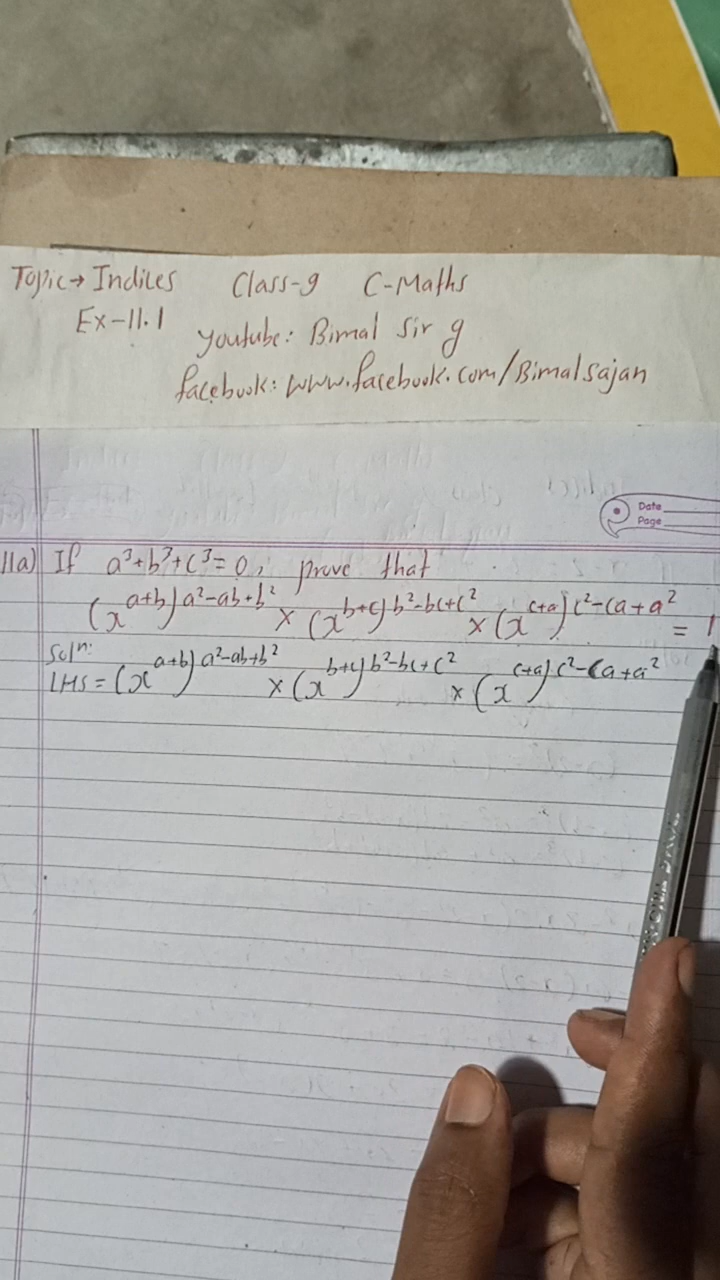 Topic→ Indices Class-9 C-Maths
Ex-11.1
youtube: Bimal Sir g
facebook: www.facebook.com/Bimalsajan
Date
Page
11a) If a³+b³+c³=0, prove that
(x^{a+b})^{a²-ab+b²} × (x^{b+c})^{b²-bc+c²} × (x^{c+a})^{c²-ca+a²} = 1
Solⁿ:
LHS = (x^{a+b})^{a²-ab+b²} × (x^{b+c})^{b²-bc+c²} × (x^{c+a})^{c²-ca+a²}